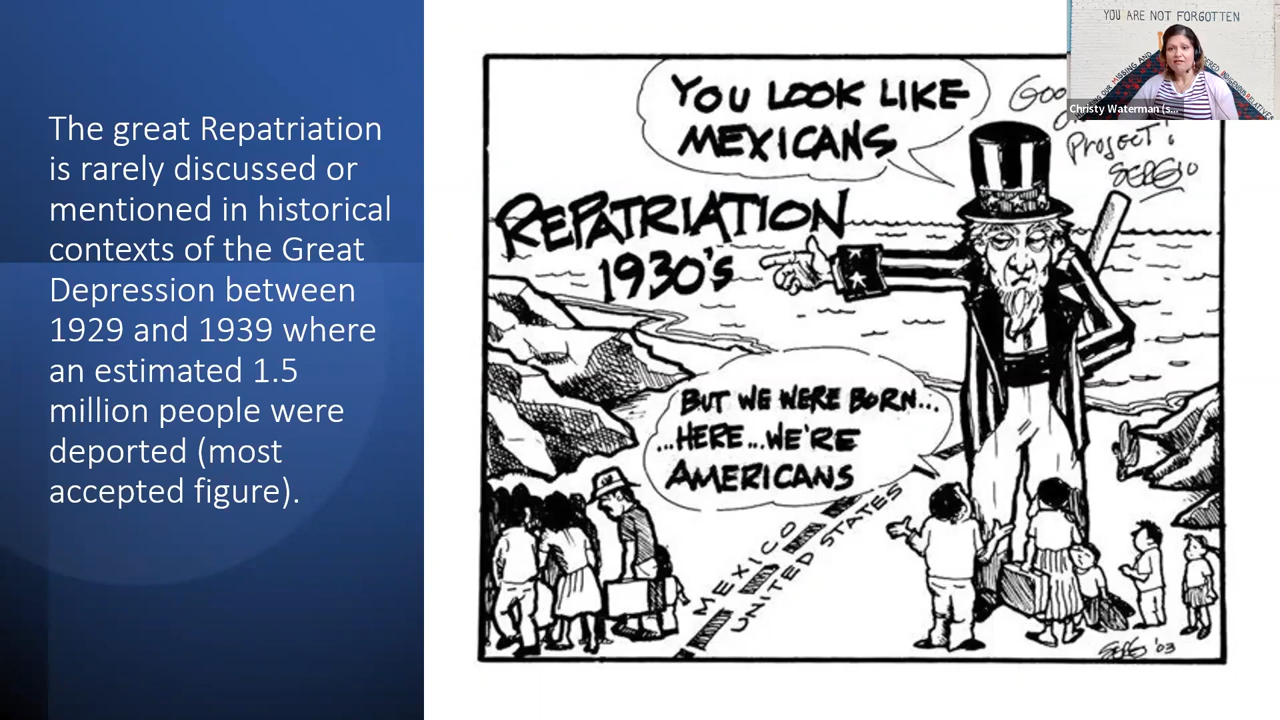 The great Repatriation
is rarely discussed or
mentioned in historical
contexts of the Great
Depression between
1929 and 1939 where
an estimated 1.5
million people were
deported (most
accepted figure).
YOU LOOK LIKE
MEXICANS
REPATRIATION
1930'S
BUT WE WERE BORN...
...HERE...WE'RE
AMERICANS
MEXICO
UNITED STATES
PROJECT!
SERGIO
'03
YOU ARE NOT FORGOTTEN
MISSING AND
Christy Waterman (s...